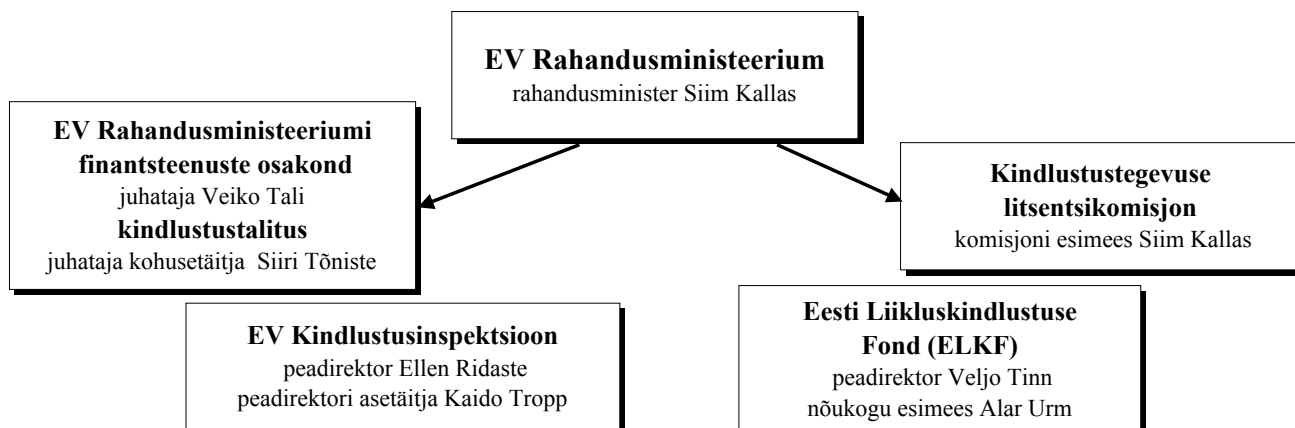 EV Rahandusministeerium
rahandusminister Siim Kallas
EV Rahandusministeeriumi
finantsteenuste osakond
juhataja Veiko Tali
kindlustustalitus
juhataja kohusetäitja Siiri Tõniste
Kindlustustegevuse
litsentsikomisjon
komisjoni esimees Siim Kallas
EV Kindlustusinspektsioon
peadirektor Ellen Ridaste
peadirektori asetäitja Kaido Tropp
Eesti Liikluskindlustuse
Fond (ELKF)
peadirektor Veljo Tinn
nõukogu esimees Alar Urm